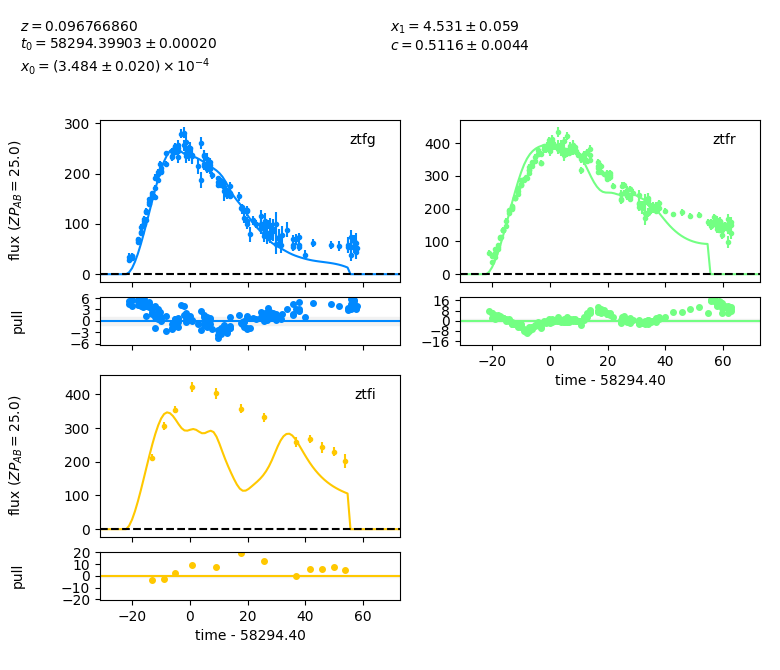 z = 0.096766860
t₀ = 58294.39903 ± 0.00020
x₀ = (3.484 ± 0.020) × 10⁻⁴
x₁ = 4.531 ± 0.059
c = 0.5116 ± 0.0044
ztfg
flux (ZP_AB = 25.0)
300
200
100
0
ztfr
400
300
200
100
0
pull
6
3
0
−3
−6
16
8
0
−8
−16
−20 0 20 40 60
time - 58294.40
ztfi
flux (ZP_AB = 25.0)
400
300
200
100
0
pull
20
10
0
−10
−20
−20 0 20 40 60
time - 58294.40